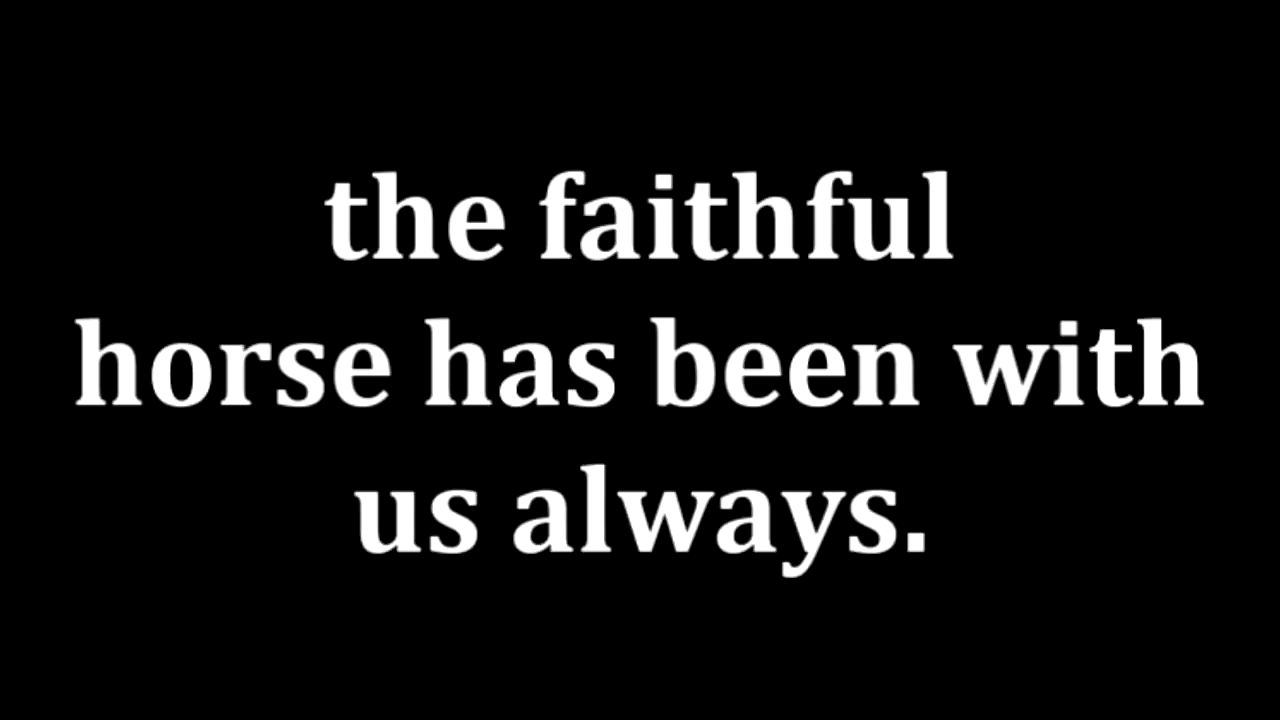 the faithful
horse has been with
us always.